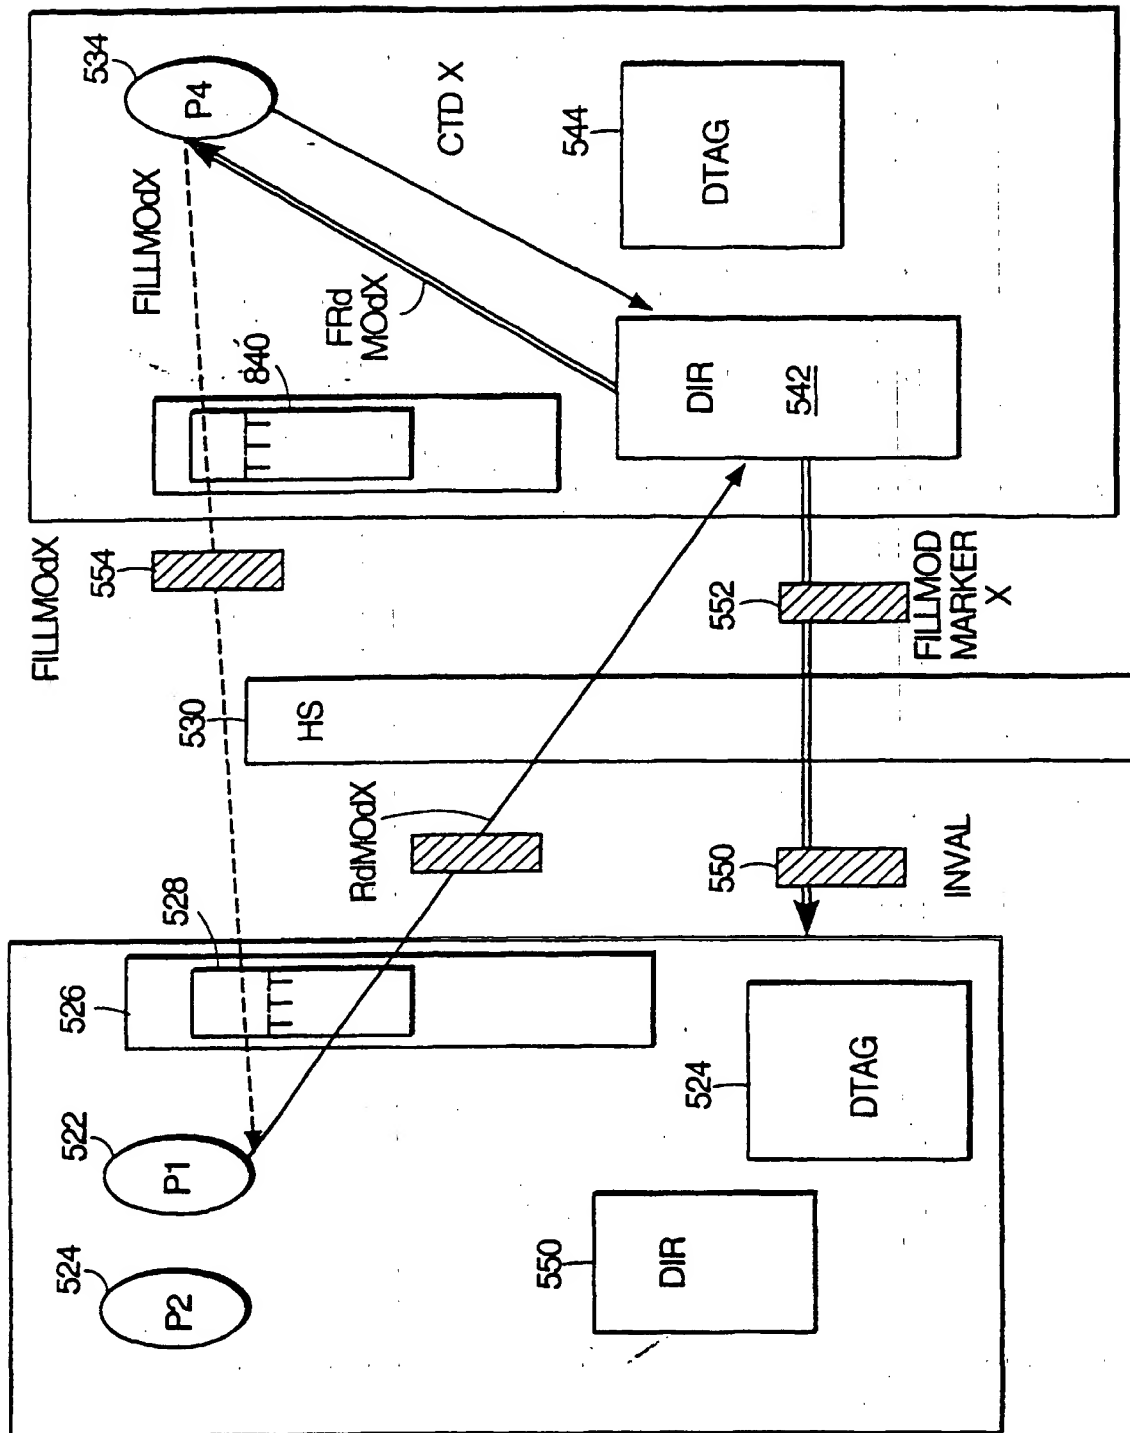 524
P2
522
P1
526
528
550
DIR
524
DTAG
RdMOdX
550
INVAL
530
HS
FILLMOdX
554
552
FILLMOD
MARKER
X
FILLMOdX
840
FRd
MOdX
DIR
542
534
P4
CTD X
544
DTAG